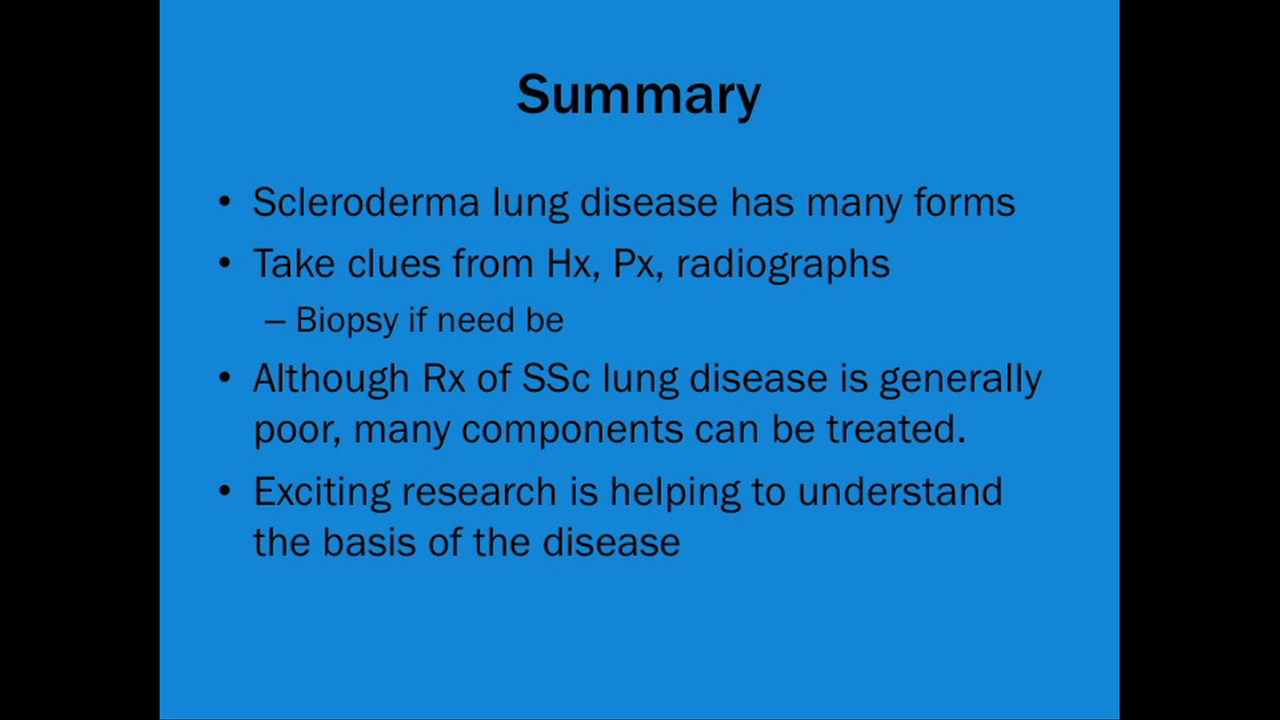 Summary
• Scleroderma lung disease has many forms
• Take clues from Hx, Px, radiographs
– Biopsy if need be
• Although Rx of SSc lung disease is generally
poor, many components can be treated.
• Exciting research is helping to understand
the basis of the disease